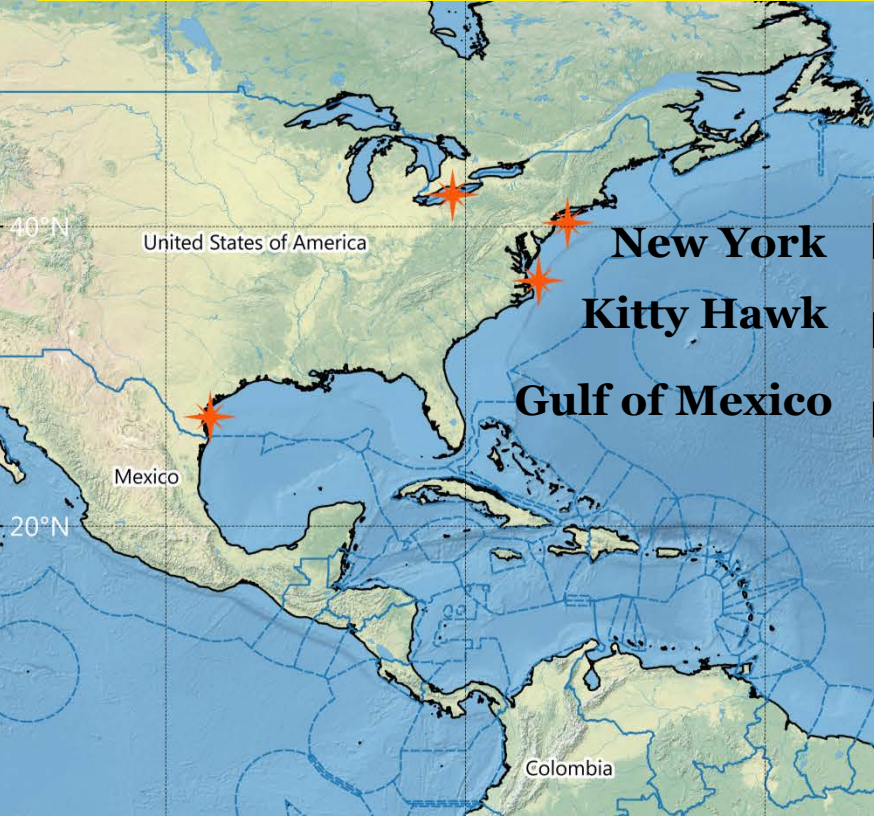 40°N
United States of America
New York
Kitty Hawk
Gulf of Mexico
Mexico
20°N
Colombia